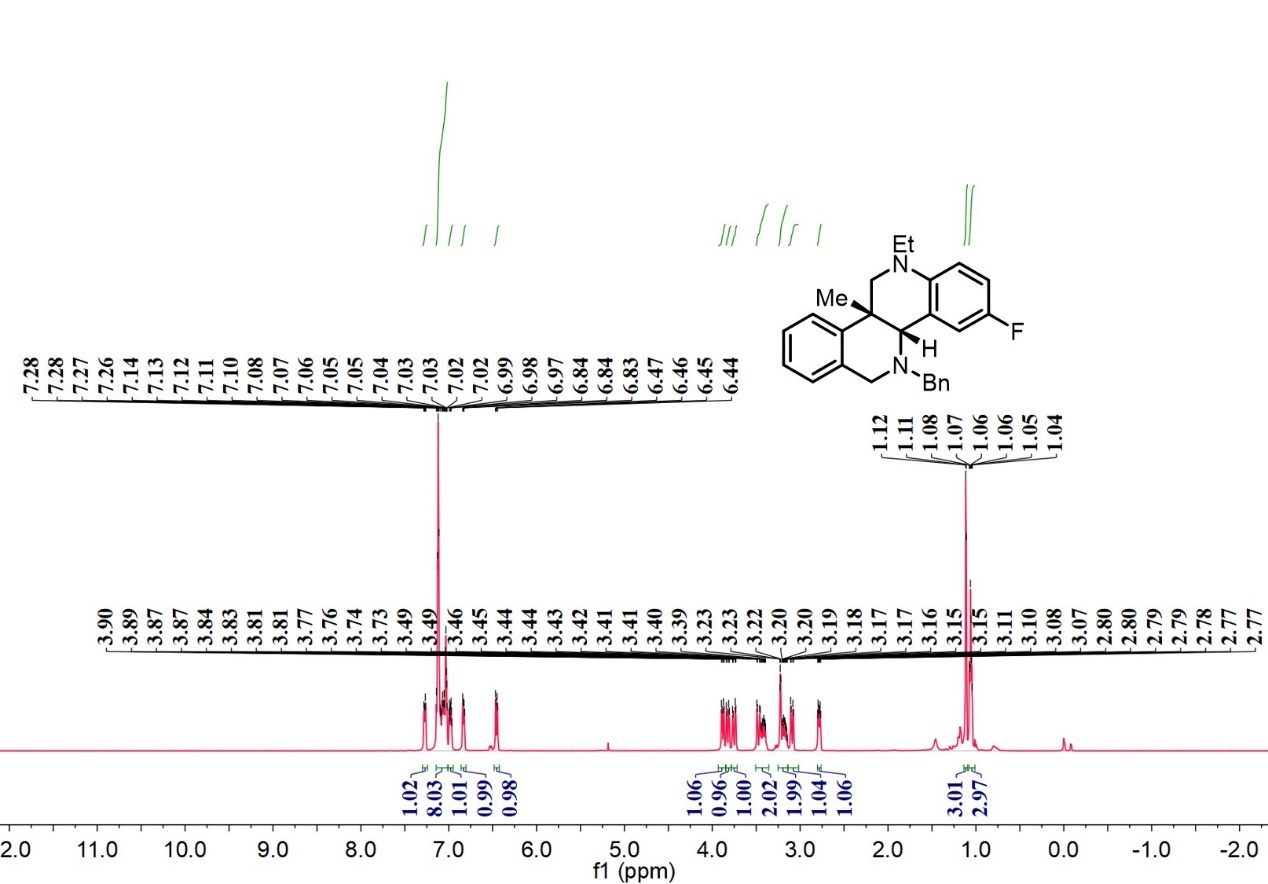 Et
N
Me
F
H
N
Bn
7.28 7.28 7.27 7.26 7.14 7.13 7.12 7.11 7.10 7.08 7.07 7.06 7.05 7.05 7.04 7.03 7.03 7.02 7.02 6.99 6.98 6.97 6.84 6.84 6.83 6.47 6.46 6.45 6.44
1.12 1.11 1.08 1.07 1.06 1.06 1.05 1.04
3.90 3.89 3.87 3.87 3.84 3.83 3.81 3.81 3.77 3.76 3.74 3.73 3.49 3.49 3.46 3.45 3.44 3.44 3.43 3.42 3.41 3.41 3.40 3.39 3.23 3.23 3.22 3.20 3.20 3.19 3.18 3.17 3.17 3.16 3.15 3.15 3.11 3.10 3.08 3.07 2.80 2.80 2.79 2.79 2.78 2.77 2.77
1.02 8.03 1.01 0.99 0.98 1.06 0.96 1.00 2.02 1.99 1.04 1.06 3.01 2.97
2.0 11.0 10.0 9.0 8.0 7.0 6.0 5.0 4.0 3.0 2.0 1.0 0.0 -1.0 -2.0
f1 (ppm)